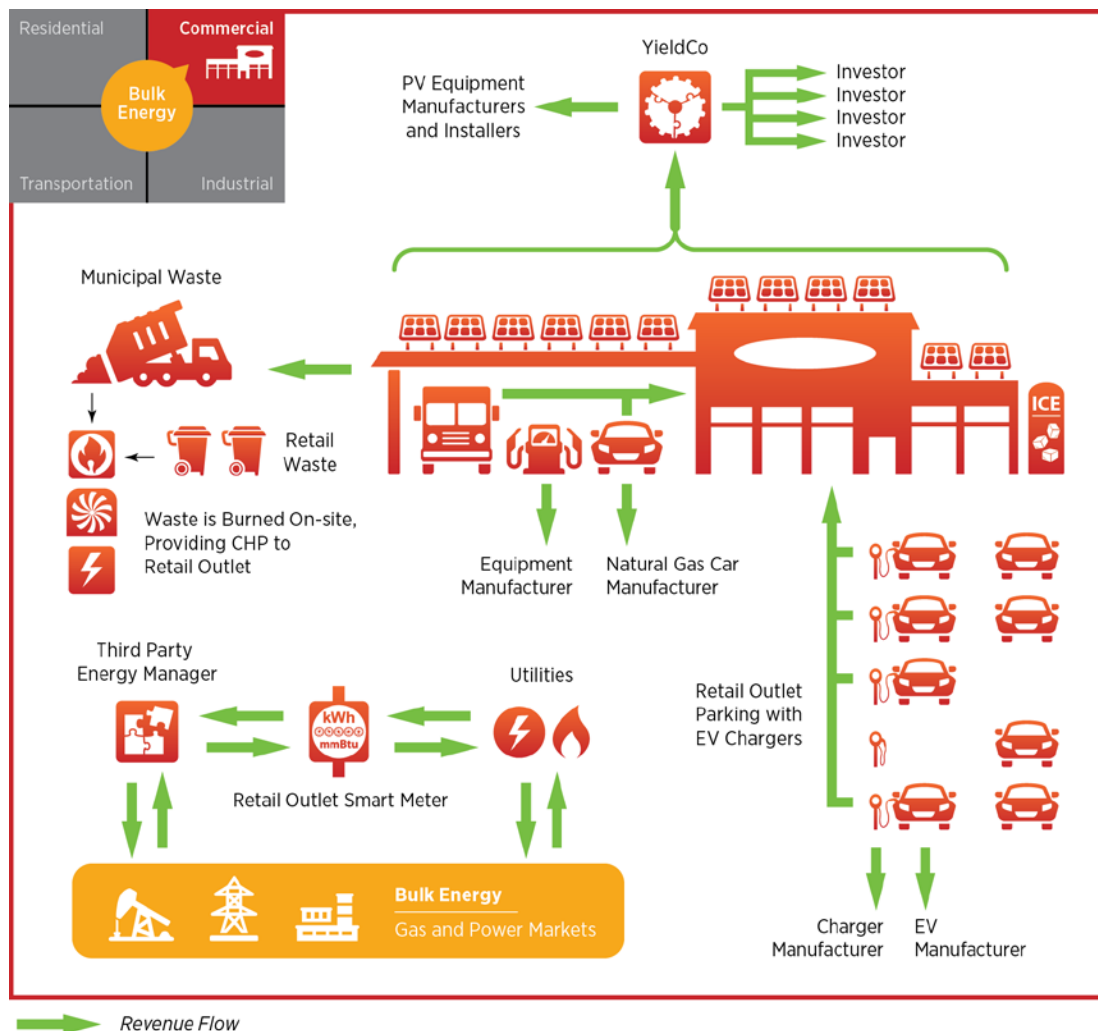 Residential
Commercial
Bulk
Energy
Transportation
Industrial
YieldCo
PV Equipment
Manufacturers
and Installers
Investor
Investor
Investor
Investor
Municipal Waste
ICE
Retail
Waste
Waste is Burned On-site,
Providing CHP to
Retail Outlet
Equipment
Manufacturer
Natural Gas Car
Manufacturer
Third Party
Energy Manager
kWh
mmBtu
Utilities
Retail Outlet Smart Meter
Retail Outlet
Parking with
EV Chargers
Bulk Energy
Gas and Power Markets
Charger
Manufacturer
EV
Manufacturer
Revenue Flow